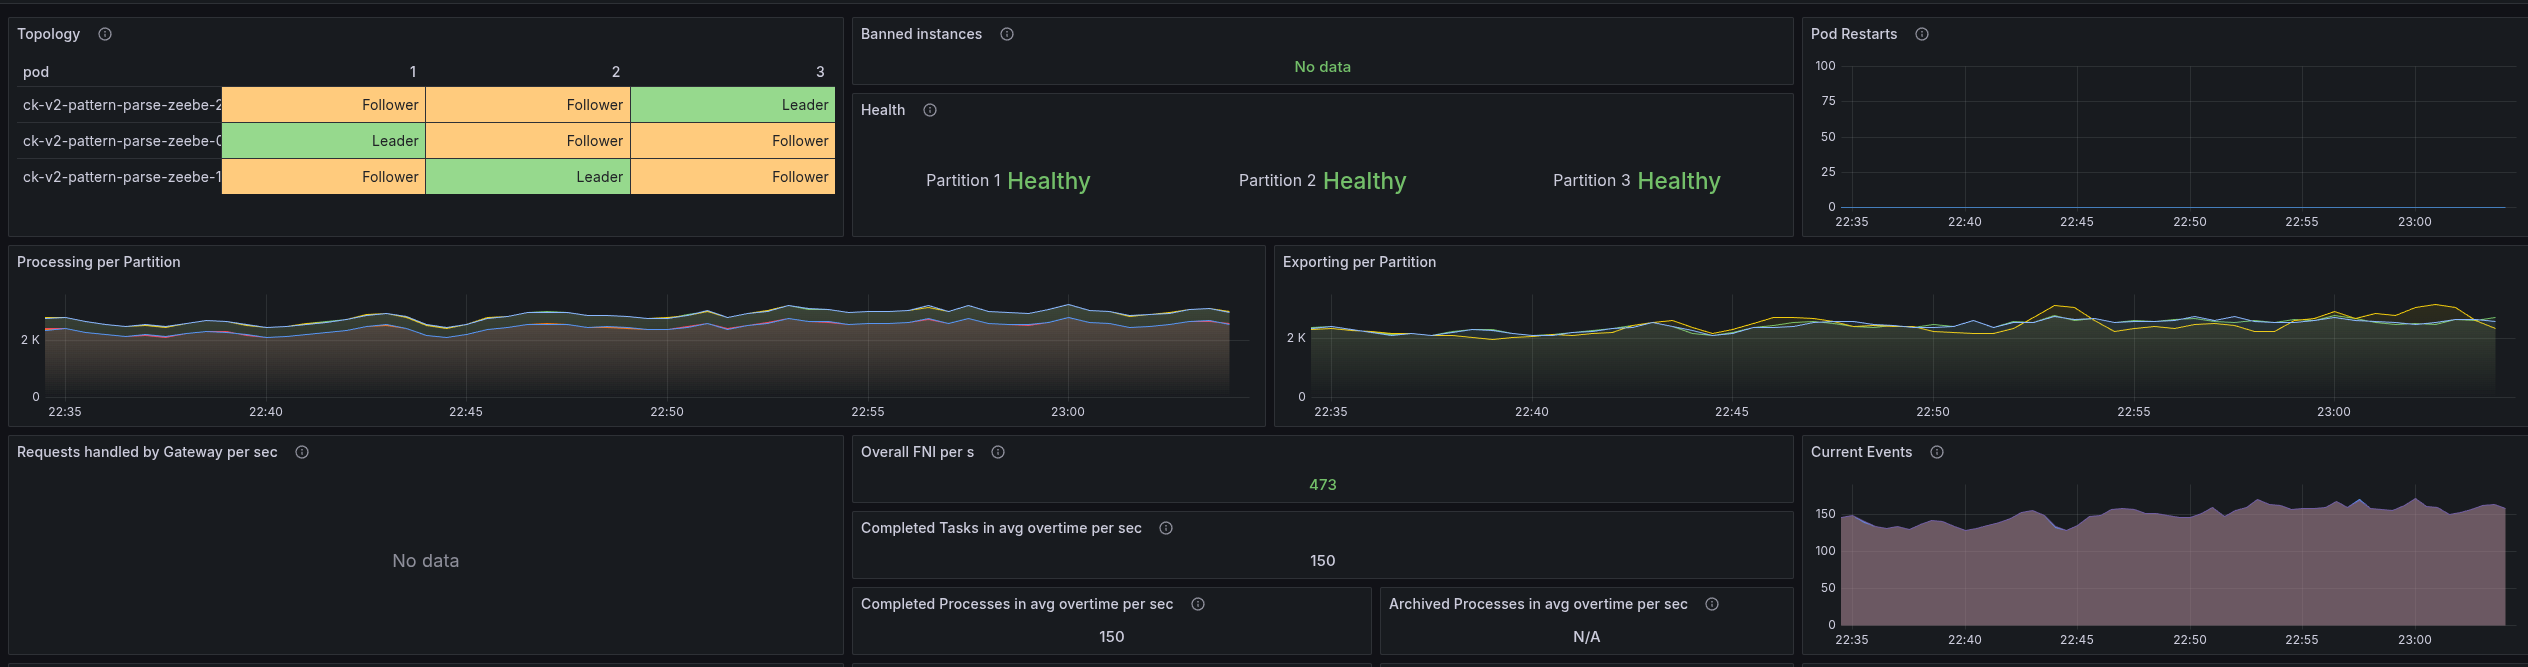 Topology
pod 1 2 3
ck-v2-pattern-parse-zeebe-2 Follower Follower Leader
ck-v2-pattern-parse-zeebe-0 Leader Follower Follower
ck-v2-pattern-parse-zeebe-1 Follower Leader Follower
Banned instances
No data
Health
Partition 1 Healthy Partition 2 Healthy Partition 3 Healthy
Pod Restarts
100
75
50
25
0
22:35 22:40 22:45 22:50 22:55 23:00
Processing per Partition
2 K
0
22:35 22:40 22:45 22:50 22:55 23:00
Exporting per Partition
2 K
0
22:35 22:40 22:45 22:50 22:55 23:00
Requests handled by Gateway per sec
No data
Overall FNI per s
473
Completed Tasks in avg overtime per sec
150
Completed Processes in avg overtime per sec
150
Archived Processes in avg overtime per sec
N/A
Current Events
150
100
50
0
22:35 22:40 22:45 22:50 22:55 23:00